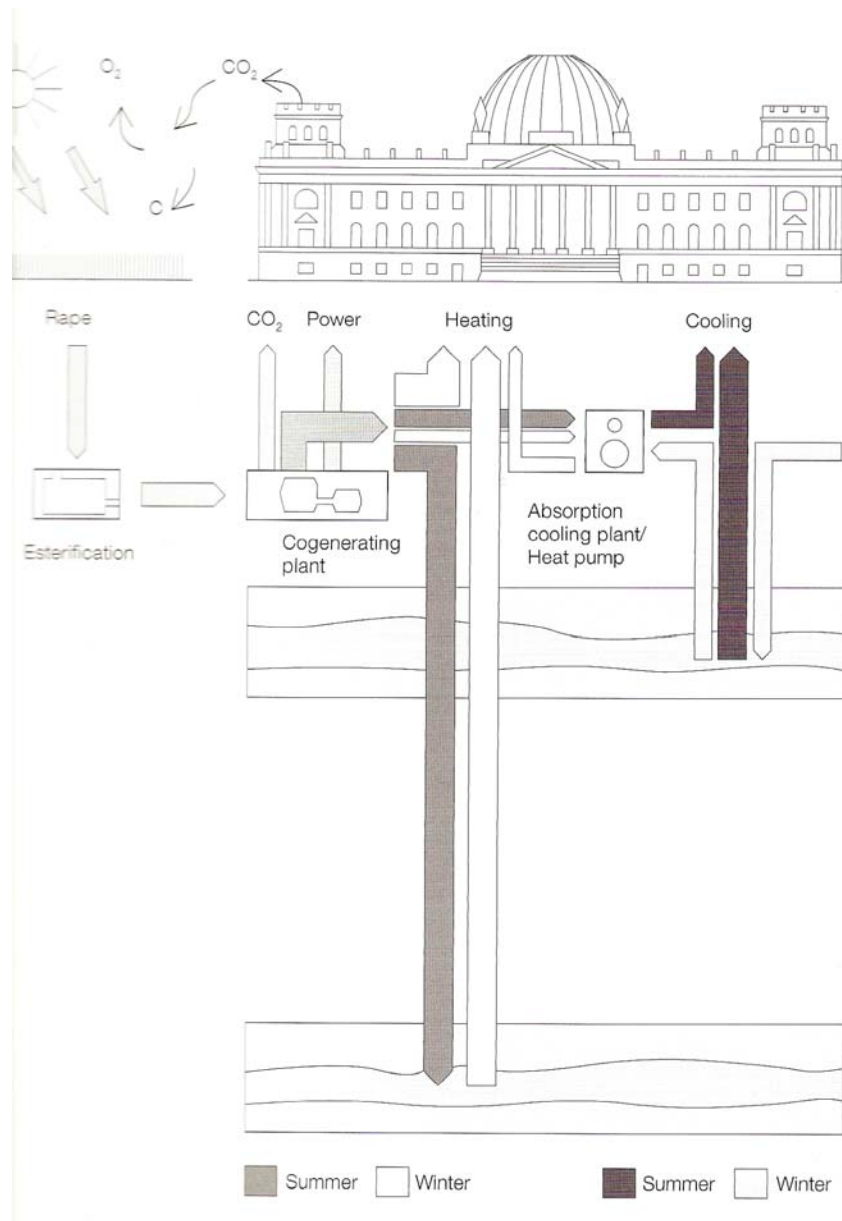 O₂
CO₂
C
Rape
CO₂
Power
Heating
Cooling
Esterification
Cogenerating
plant
Absorption
cooling plant/
Heat pump
Summer
Winter
Summer
Winter